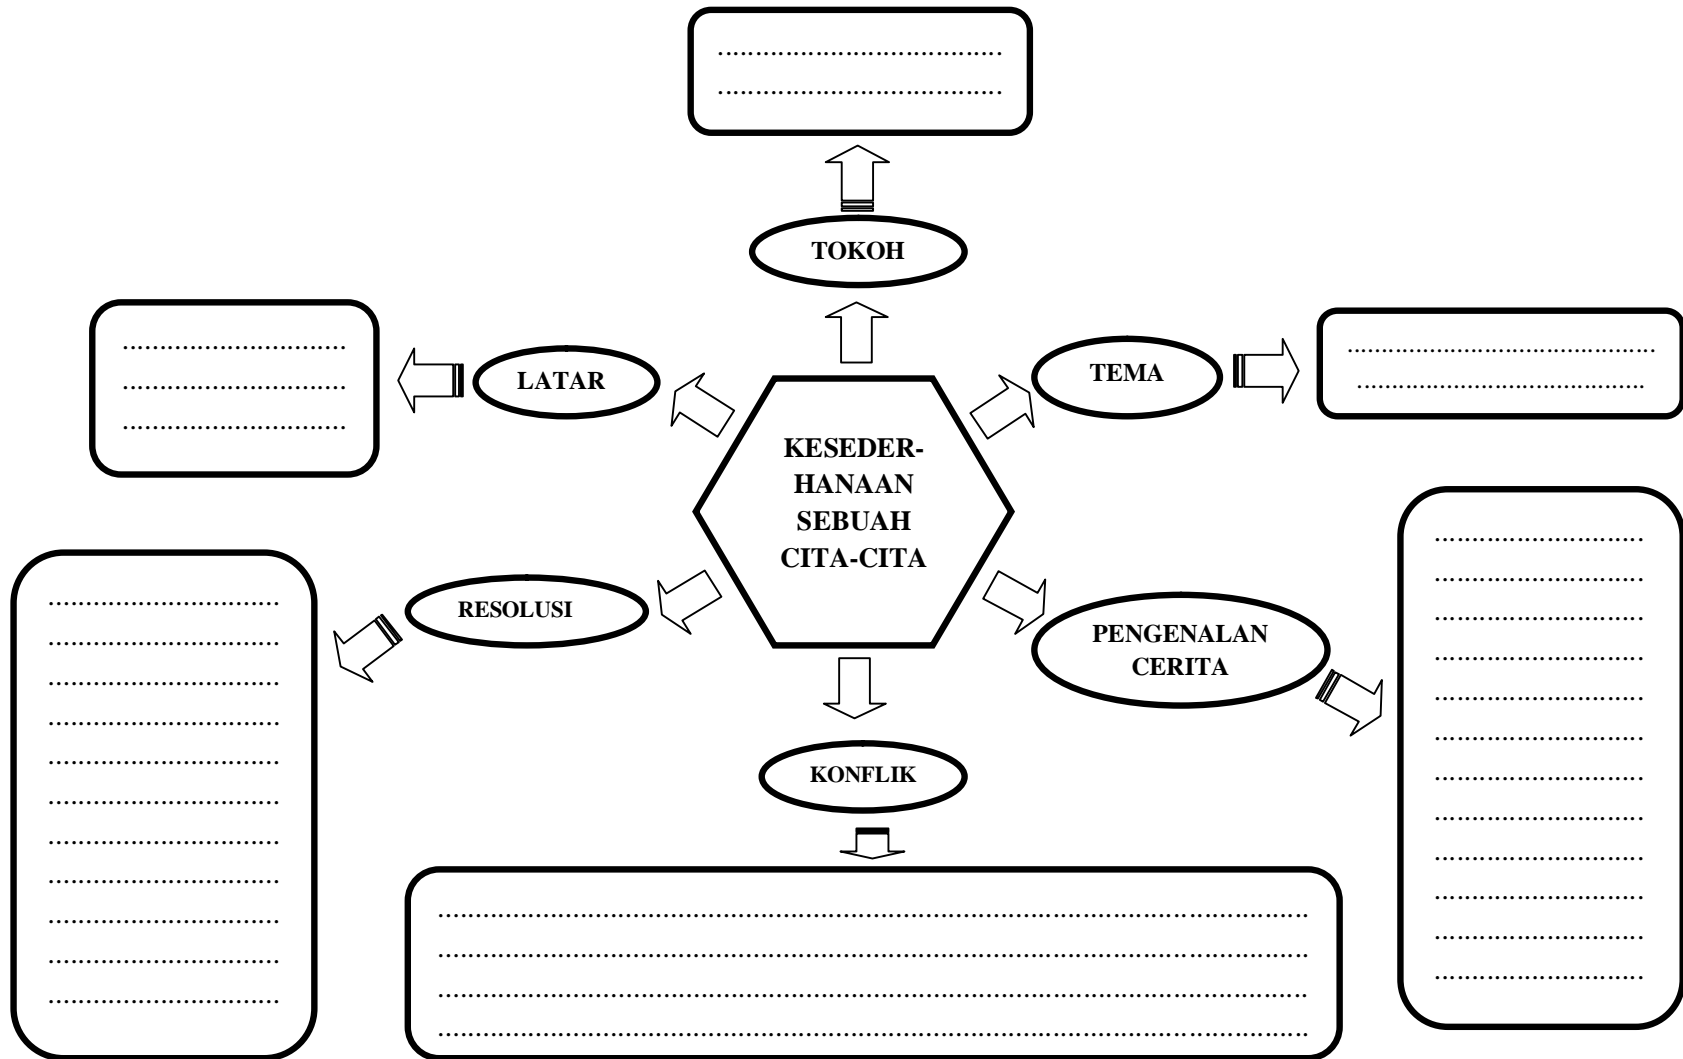 TOKOH
LATAR
TEMA
KESEDER-
HANAAN
SEBUAH
CITA-CITA
RESOLUSI
PENGENALAN
CERITA
KONFLIK